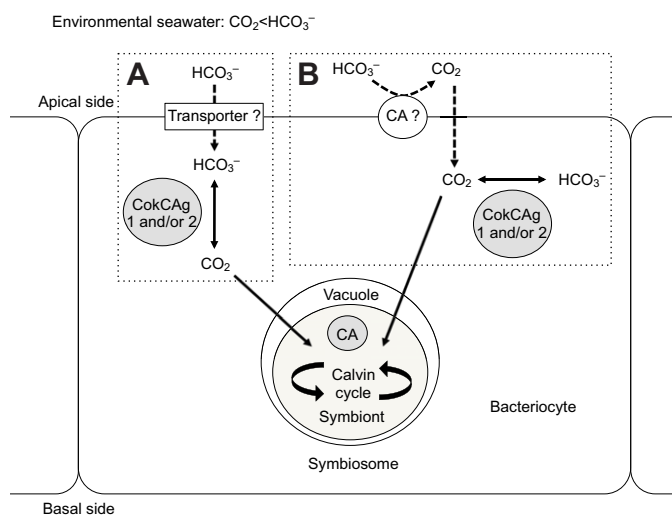 Environmental seawater: CO₂<HCO₃⁻
A
HCO₃⁻
B
HCO₃⁻
CO₂
Apical side
Transporter ?
CA ?
HCO₃⁻
CO₂
HCO₃⁻
CokCAg
1 and/or 2
CokCAg
1 and/or 2
CO₂
Vacuole
CA
Calvin
cycle
Symbiont
Bacteriocyte
Symbiosome
Basal side